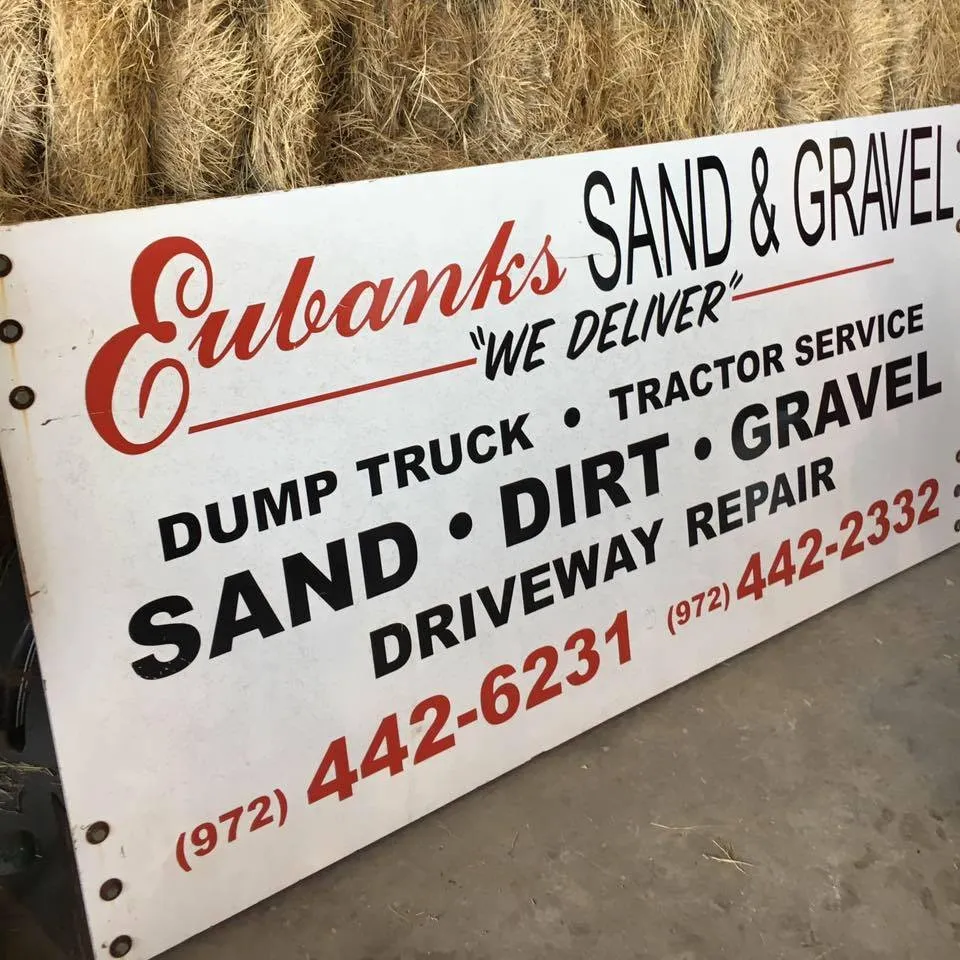 Eubanks SAND & GRAVEL
"WE DELIVER"
DUMP TRUCK • TRACTOR SERVICE
SAND • DIRT • GRAVEL
DRIVEWAY REPAIR
(972) 442-6231 (972) 442-2332